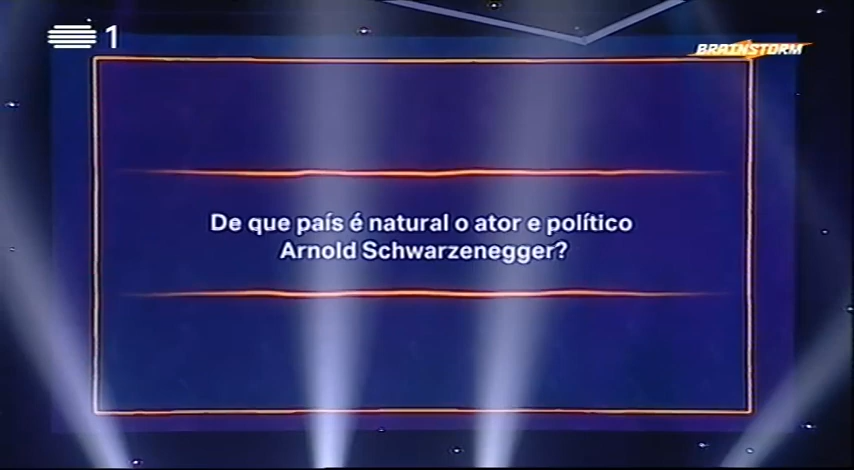 1
BRAINSTORM
De que país é natural o ator e político
Arnold Schwarzenegger?